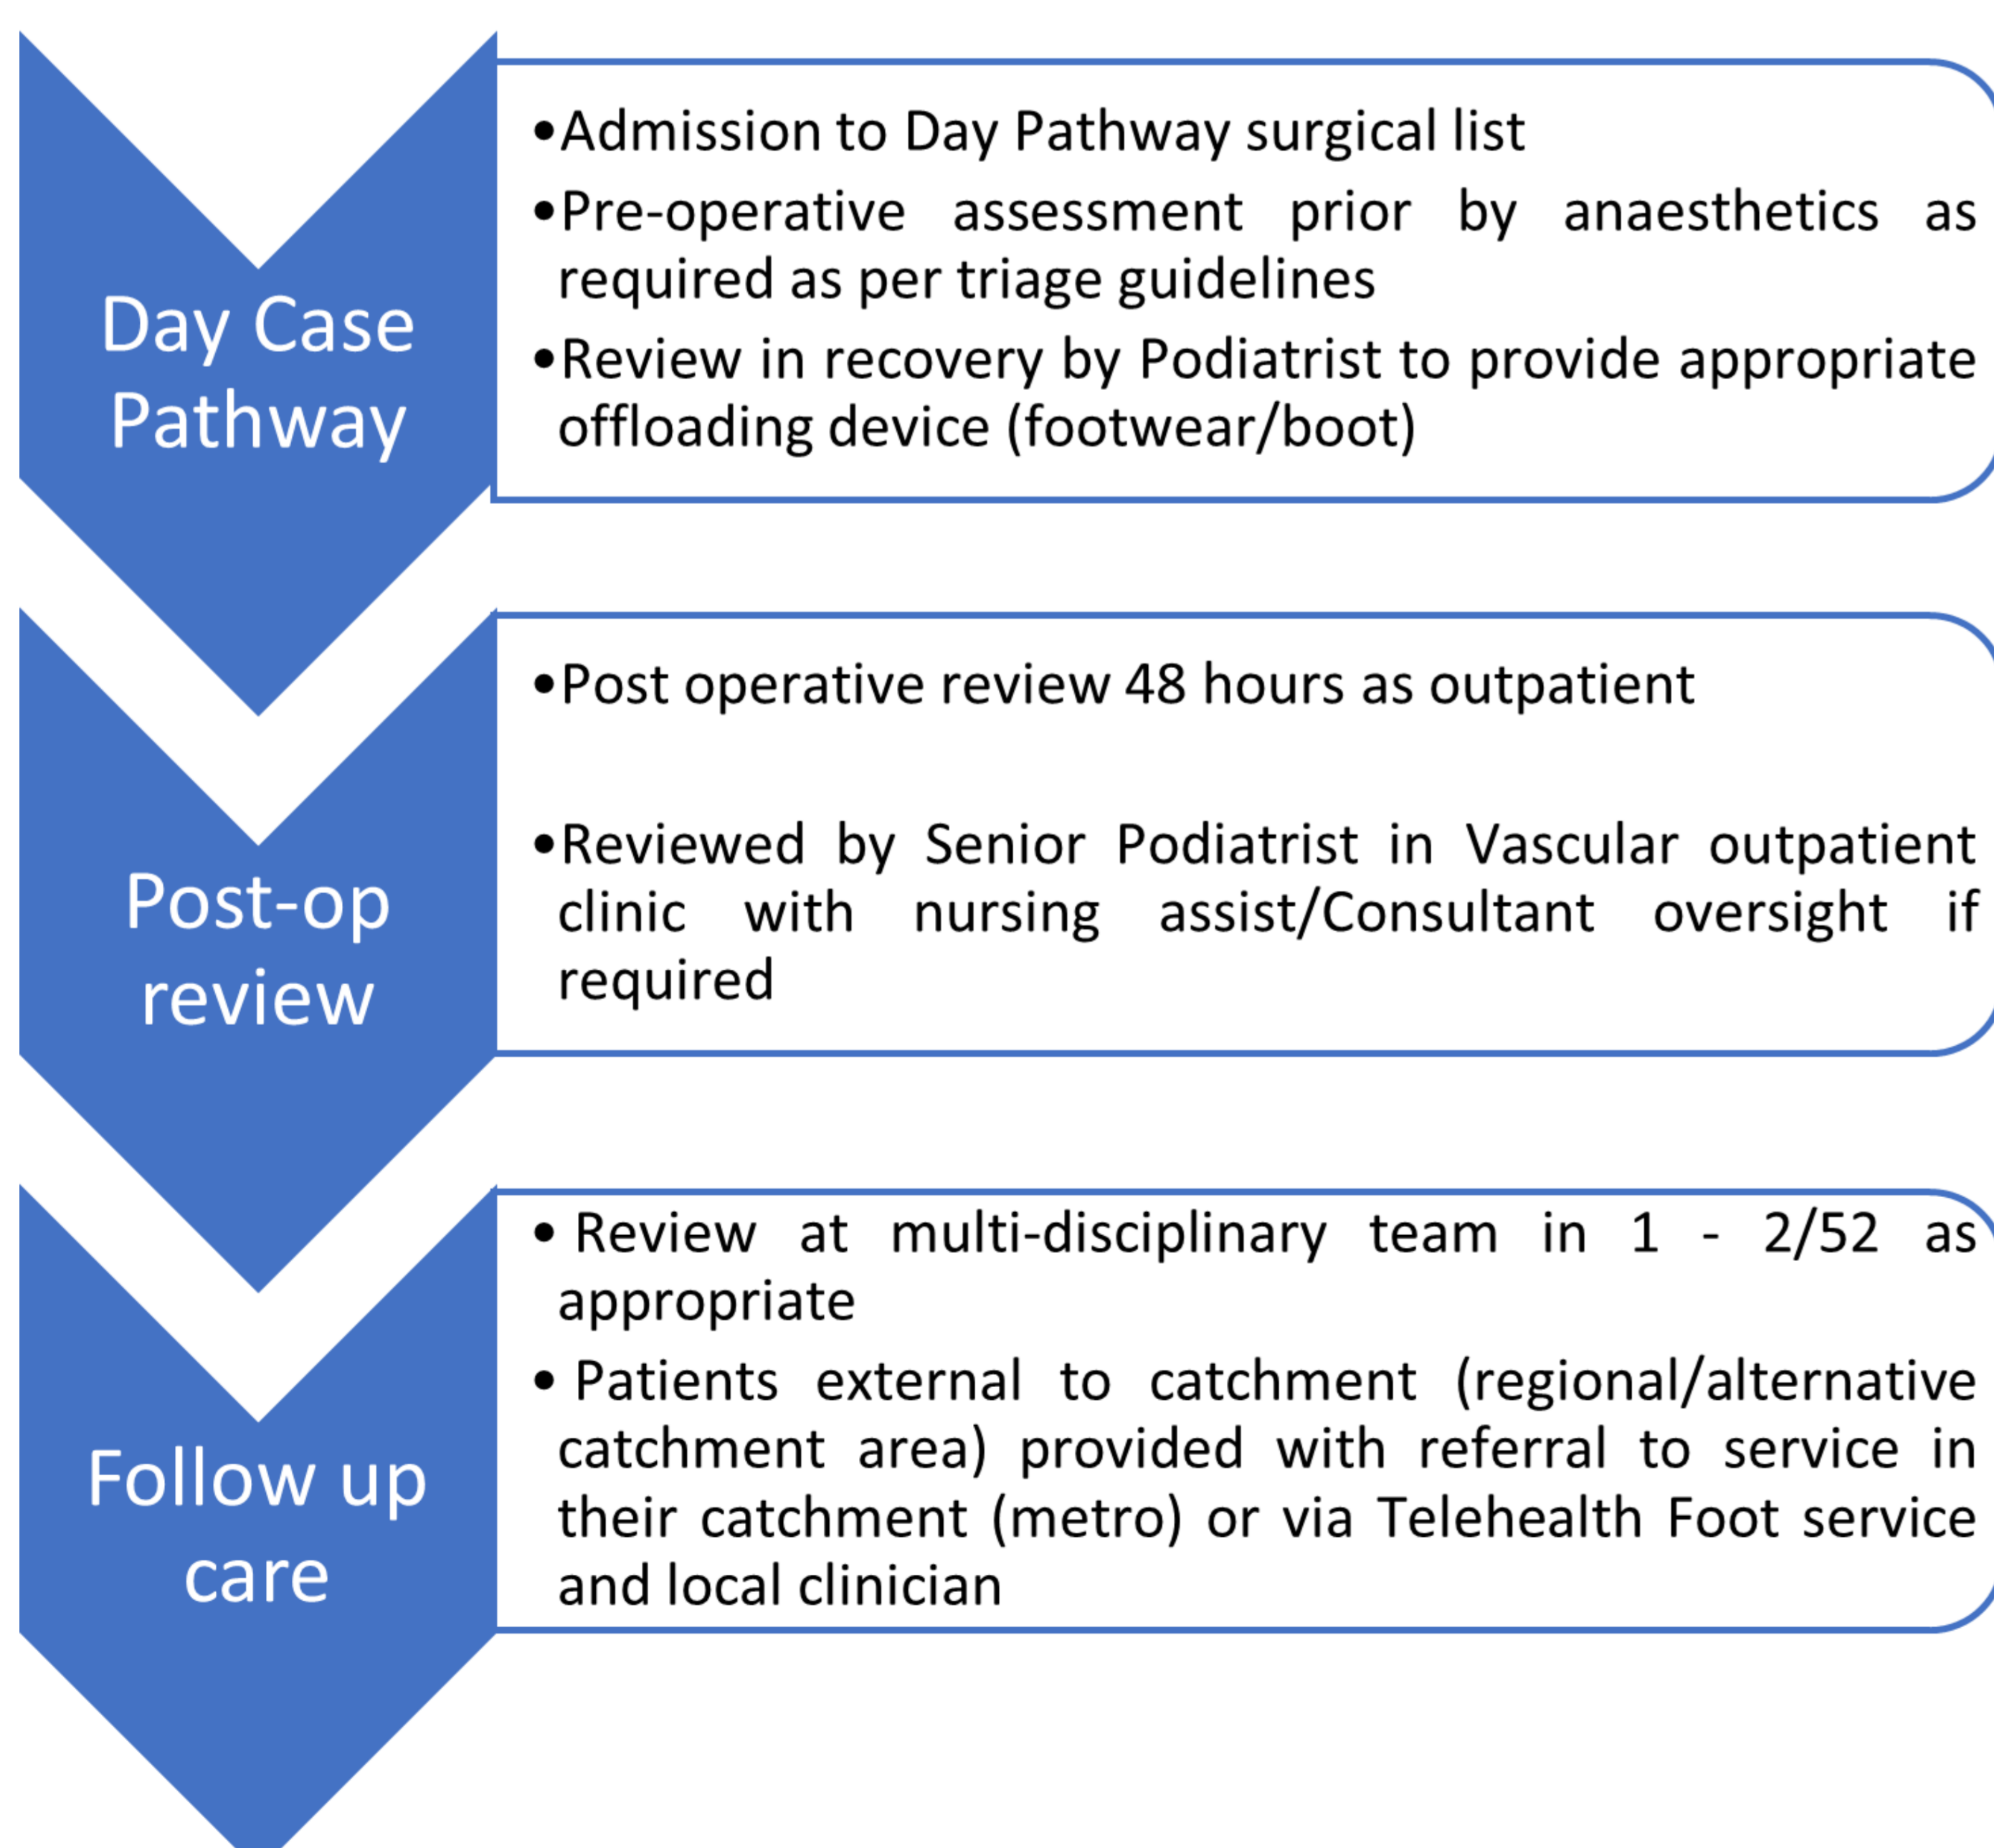 Day Case
Pathway
•Admission to Day Pathway surgical list
•Pre-operative assessment prior by anaesthetics as
required as per triage guidelines
•Review in recovery by Podiatrist to provide appropriate
offloading device (footwear/boot)
Post-op
review
•Post operative review 48 hours as outpatient
•Reviewed by Senior Podiatrist in Vascular outpatient
clinic with nursing assist/Consultant oversight if
required
Follow up
care
• Review at multi-disciplinary team in 1 - 2/52 as
appropriate
• Patients external to catchment (regional/alternative
catchment area) provided with referral to service in
their catchment (metro) or via Telehealth Foot service
and local clinician